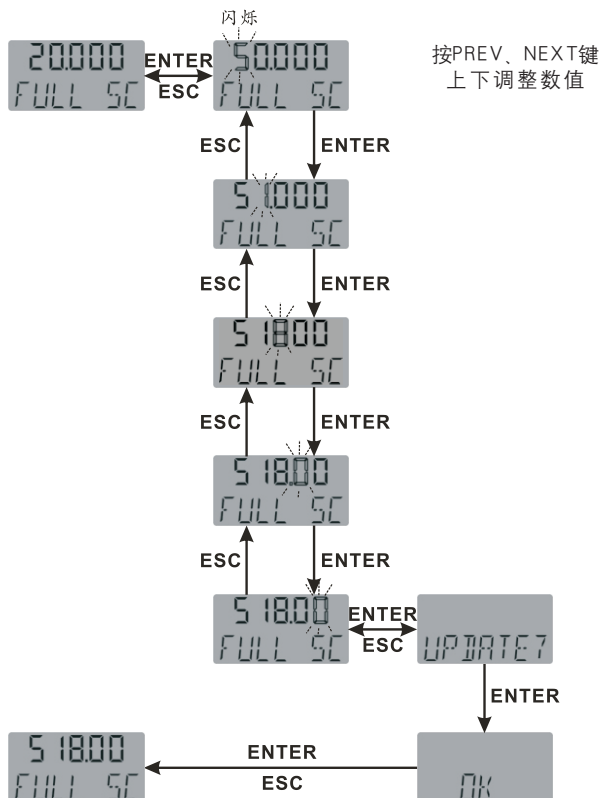 闪烁
20.000
FULL SC
ENTER
ESC
50.000
FULL SC
按PREV、NEXT键
上下调整数值
ESC
ENTER
51.000
FULL SC
ESC
ENTER
51800
FULL SC
ESC
ENTER
518.00
FULL SC
ESC
ENTER
518.00
FULL SC
ENTER
ESC
UPDATE?
ENTER
518.00
FULL SC
ENTER
ESC
OK